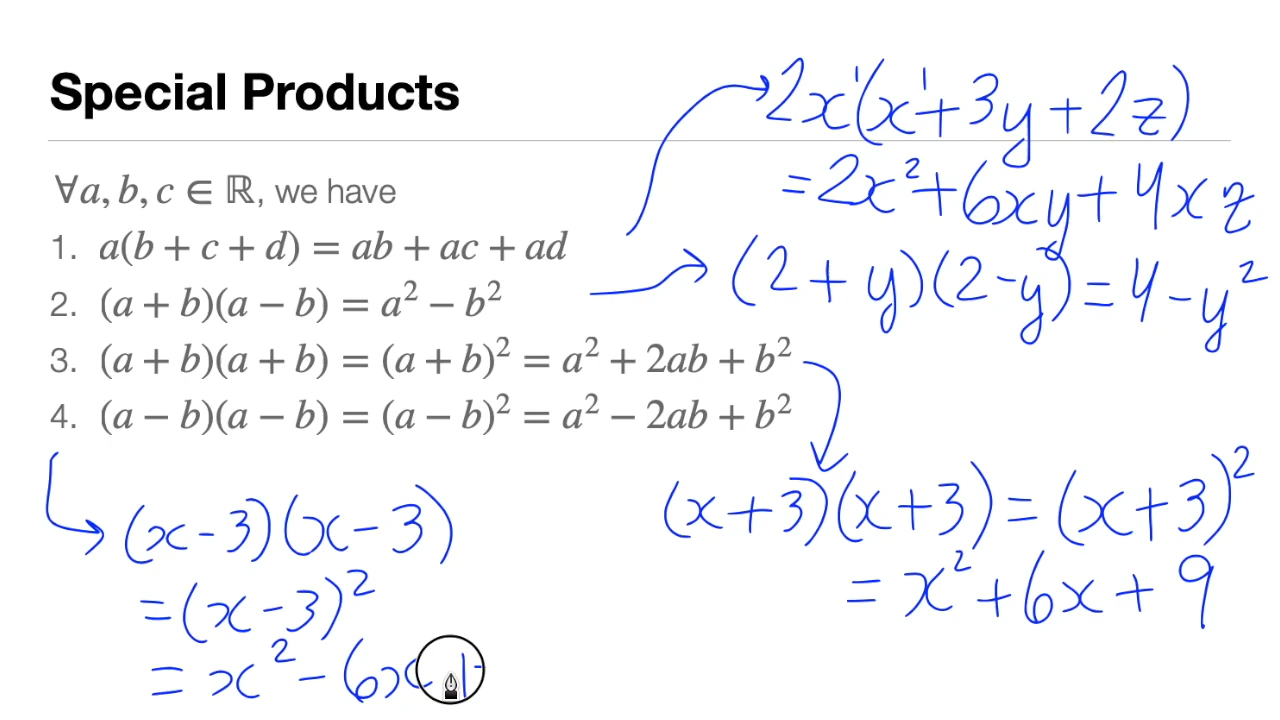 Special Products
∀a, b, c ∈ ℝ, we have
1. a(b + c + d) = ab + ac + ad
2. (a + b)(a − b) = a² − b²
3. (a + b)(a + b) = (a + b)² = a² + 2ab + b²
4. (a − b)(a − b) = (a − b)² = a² − 2ab + b²
2x¹(x¹+3y+2z)
=2x²+6xy+4xz
(2+y)(2-y)=4-y²
(x+3)(x+3)=(x+3)²
=x²+6x+9
(x-3)(x-3)
=(x-3)²
=x²-6x+